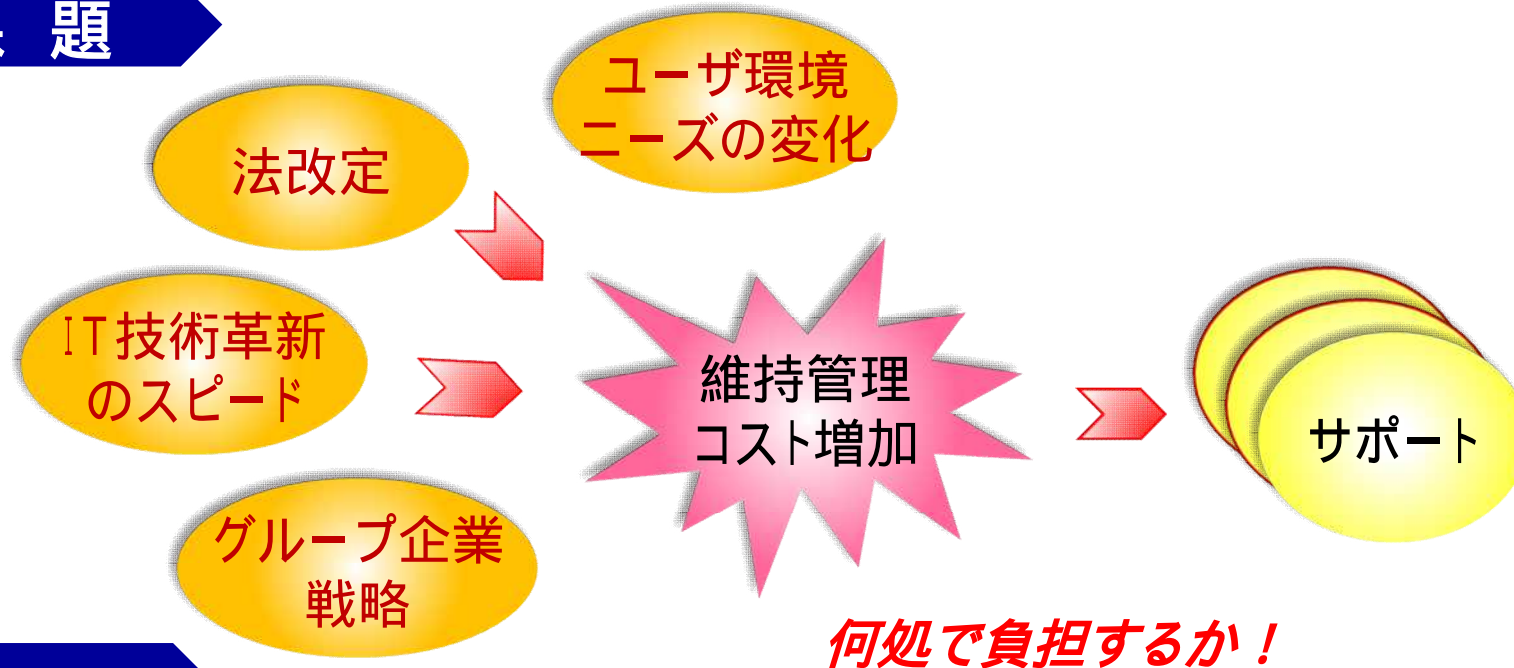 題
ユーザ環境
ニーズの変化
法改定
IT技術革新
のスピード
維持管理
コスト増加
サポート
グループ企業
戦略
何処で負担するか！